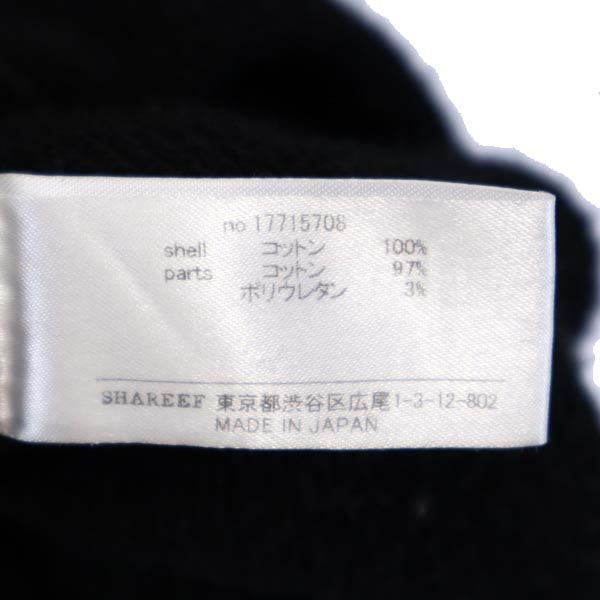 no 17715708
shell コットン 100%
parts コットン 97%
ポリウレタン 3%
SHAREEF 東京都渋谷区広尾1-3-12-802
MADE IN JAPAN